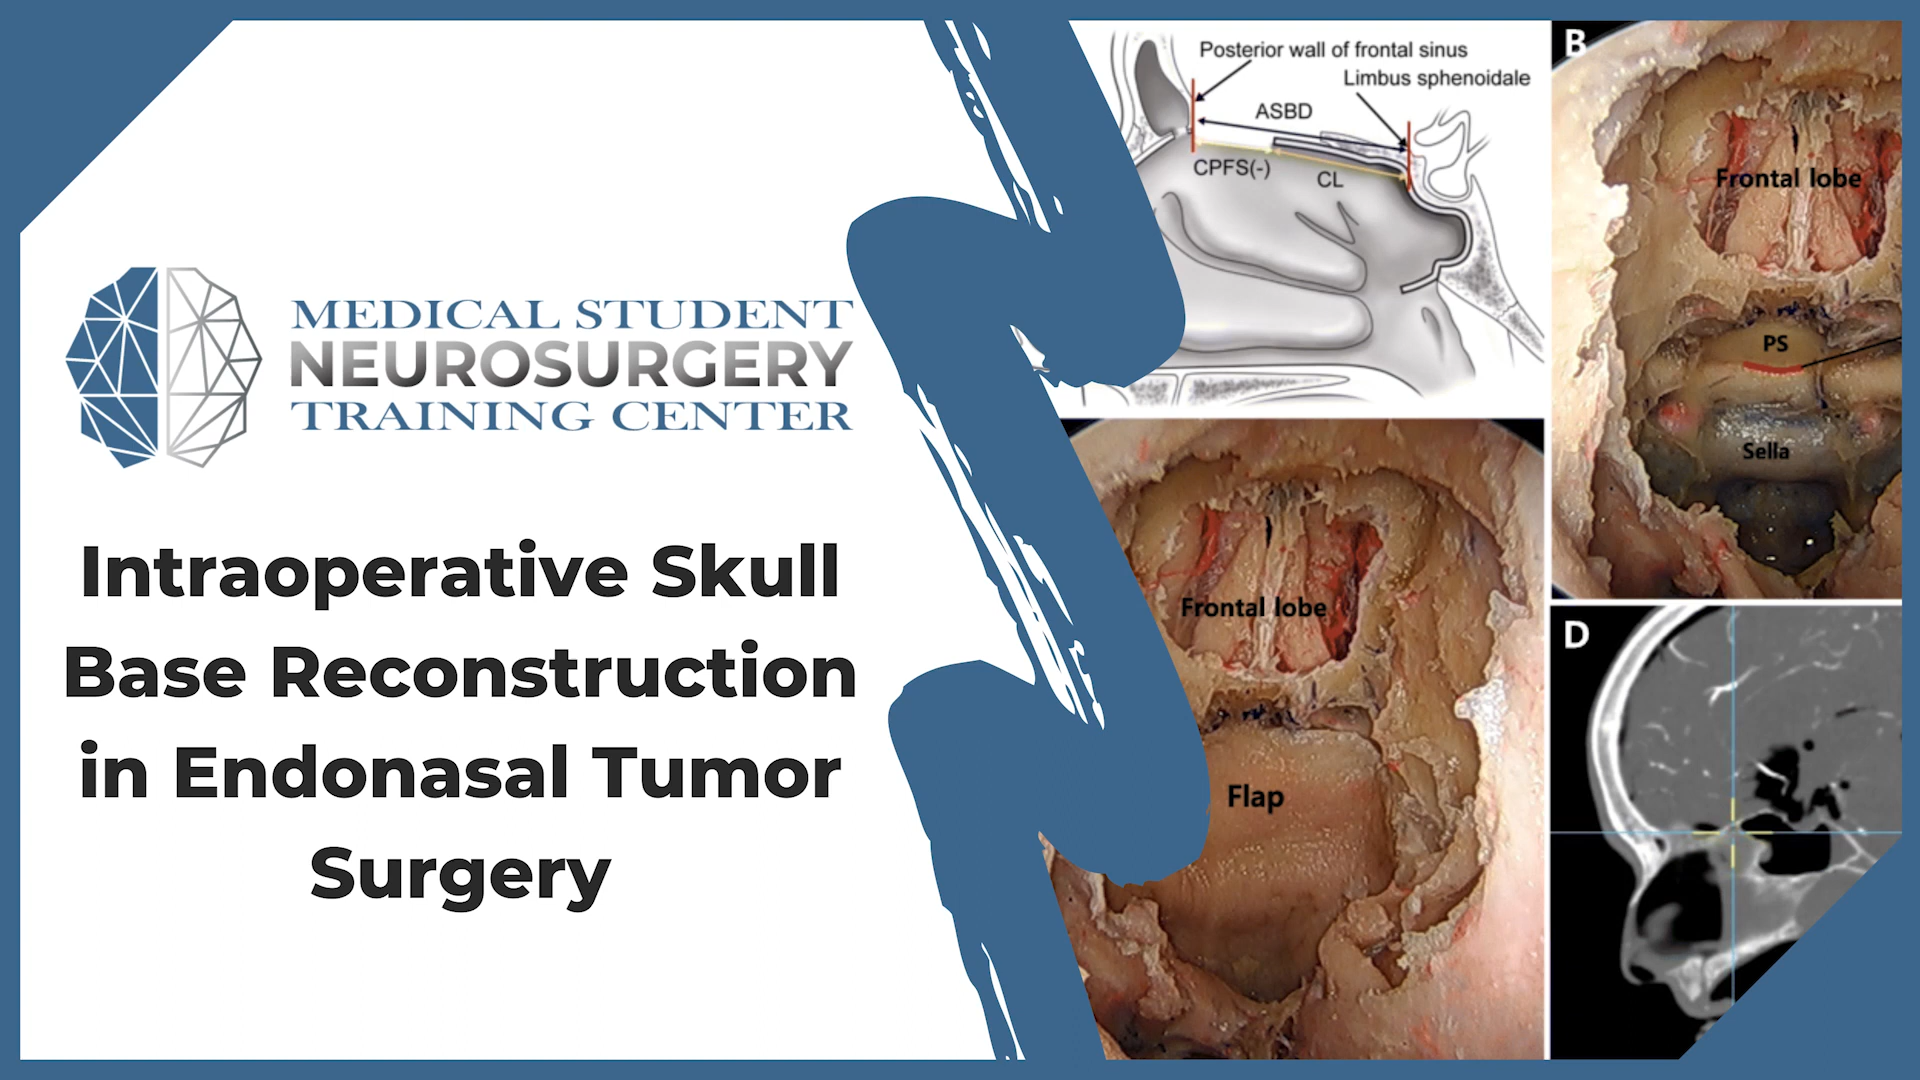 MEDICAL STUDENT
NEUROSURGERY
TRAINING CENTER
Intraoperative Skull
Base Reconstruction
in Endonasal Tumor
Surgery
Posterior wall of frontal sinus
Limbus sphenoidale
ASBD
CPFS(-)
CL
B
Frontal lobe
PS
Sella
Frontal lobe
Flap
D